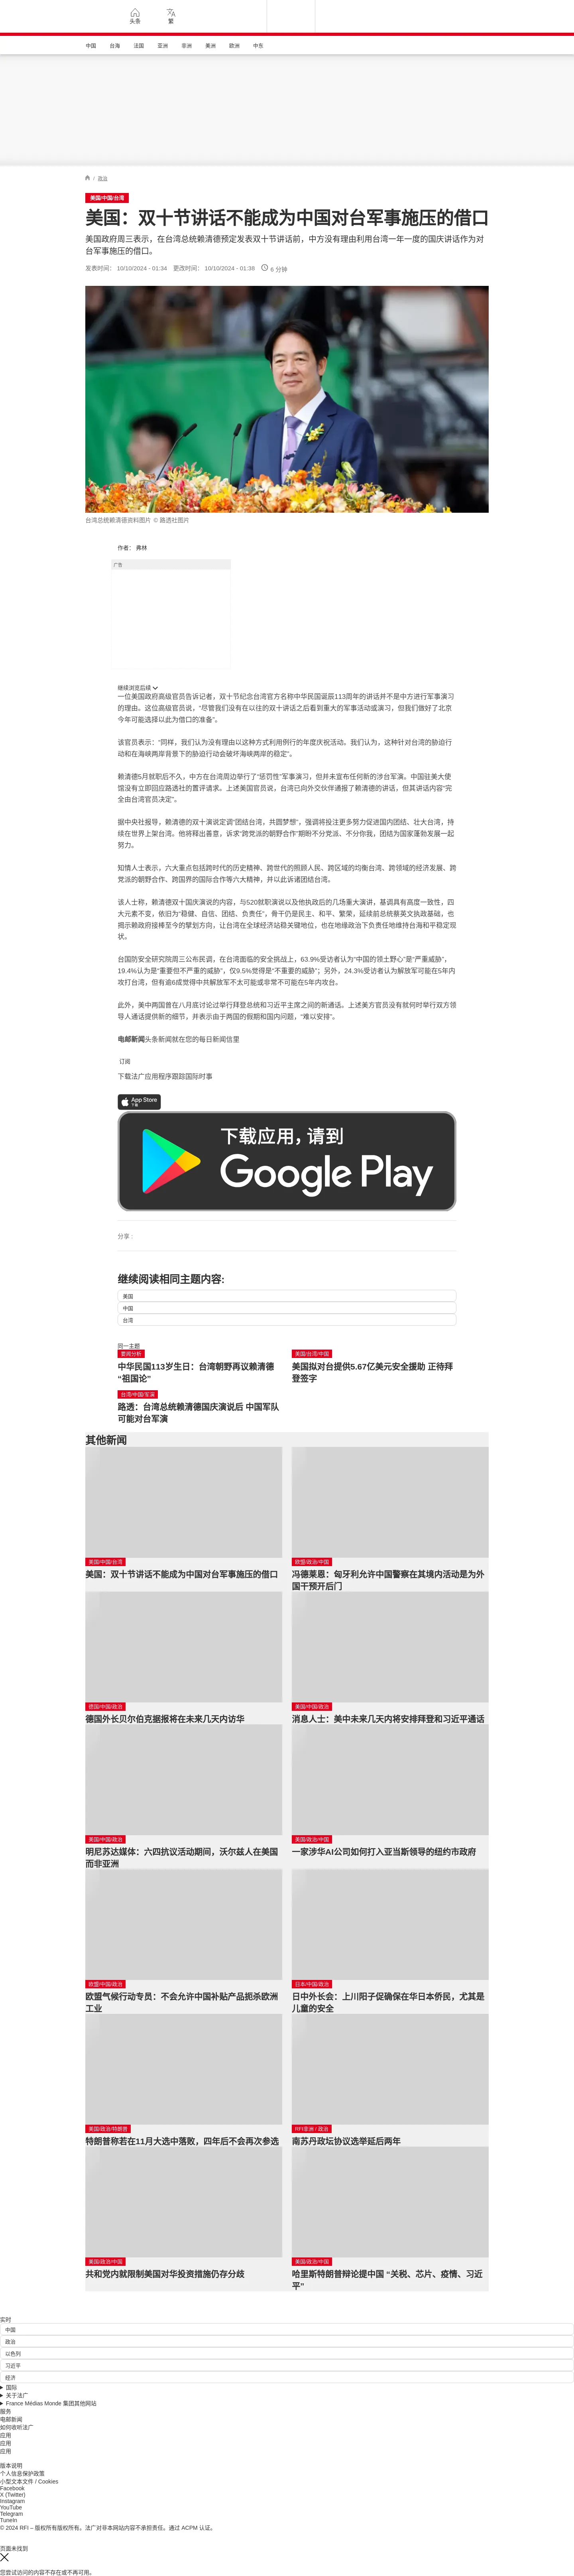 头条
繁
中国
台海
法国
亚洲
非洲
美洲
欧洲
中东
/ 政治
美国/中国/台湾
美国：双十节讲话不能成为中国对台军事施压的借口
美国政府周三表示，在台湾总统赖清德预定发表双十节讲话前，中方没有理由利用台湾一年一度的国庆讲话作为对
台军事施压的借口。
发表时间： 10/10/2024 - 01:34 更改时间： 10/10/2024 - 01:38 6 分钟
台湾总统赖清德资料图片 © 路透社图片
作者： 弗林
广告
继续浏览后续
一位美国政府高级官员告诉记者，双十节纪念台湾官方名称中华民国诞辰113周年的讲话并不是中方进行军事演习
的理由。这位高级官员说，“尽管我们没有在以往的双十讲话之后看到重大的军事活动或演习，但我们做好了北京
今年可能选择以此为借口的准备”。
该官员表示：“同样，我们认为没有理由以这种方式利用例行的年度庆祝活动。我们认为，这种针对台湾的胁迫行
动和在海峡两岸背景下的胁迫行动会破坏海峡两岸的稳定”。
赖清德5月就职后不久，中方在台湾周边举行了“惩罚性”军事演习，但并未宣布任何新的涉台军演。中国驻美大使
馆没有立即回应路透社的置评请求。上述美国官员说，台湾已向外交伙伴通报了赖清德的讲话，但其讲话内容“完
全由台湾官员决定”。
据中央社报导，赖清德的双十演说定调“团结台湾，共圆梦想”，强调将投注更多努力促进国内团结、壮大台湾，持
续在世界上架台湾。他将释出善意，诉求“跨党派的朝野合作”期盼不分党派、不分你我，团结为国家蓬勃发展一起
努力。
知情人士表示，六大重点包括跨时代的历史精神、跨世代的照顾人民、跨区域的均衡台湾、跨领域的经济发展、跨
党派的朝野合作、跨国界的国际合作等六大精神，并以此诉诸团结台湾。
该人士称，赖清德双十国庆演说的内容，与520就职演说以及他执政后的几场重大演讲，基调具有高度一致性，四
大元素不变，依旧为“稳健、自信、团结、负责任”，骨干仍是民主、和平、繁荣，延续前总统蔡英文执政基础，也
揭示赖政府接棒至今的擘划方向，让台湾在全球经济站稳关键地位，也在地缘政治下负责任地维持台海和平稳定现
状。
台国防安全研究院周三公布民调，在台湾面临的安全挑战上，63.9%受访者认为“中国的领土野心”是“严重威胁”，
19.4%认为是“重要但不严重的威胁”，仅9.5%觉得是“不重要的威胁”；另外，24.3%受访者认为解放军可能在5年内
攻打台湾，但有逾6成觉得中共解放军不太可能或非常不可能在5年内攻台。
此外，美中两国曾在八月底讨论过举行拜登总统和习近平主席之间的新通话。上述美方官员没有就何时举行双方领
导人通话提供新的细节，并表示由于两国的假期和国内问题，“难以安排”。
电邮新闻头条新闻就在您的每日新闻信里
订阅
下载法广应用程序跟踪国际时事
App Store
下载
下载应用，请到
Google Play
分享 :
继续阅读相同主题内容:
美国
中国
台湾
同一主题
要闻分析
中华民国113岁生日：台湾朝野再议赖清德
“祖国论”
美国/台湾/中国
美国拟对台提供5.67亿美元安全援助 正待拜
登签字
台湾/中国/军演
路透：台湾总统赖清德国庆演说后 中国军队
可能对台军演
其他新闻
美国/中国/台湾
美国：双十节讲话不能成为中国对台军事施压的借口
欧盟/政治/中国
冯德莱恩：匈牙利允许中国警察在其境内活动是为外
国干预开后门
德国/中国/政治
德国外长贝尔伯克据报将在未来几天内访华
美国/中国/政治
消息人士：美中未来几天内将安排拜登和习近平通话
美国/中国/政治
明尼苏达媒体：六四抗议活动期间，沃尔兹人在美国
而非亚洲
美国/政治/中国
一家涉华AI公司如何打入亚当斯领导的纽约市政府
欧盟/中国/政治
欧盟气候行动专员：不会允许中国补贴产品扼杀欧洲
工业
日本/中国/政治
日中外长会：上川阳子促确保在华日本侨民，尤其是
儿童的安全
美国/政治/特朗普
特朗普称若在11月大选中落败，四年后不会再次参选
RFI非洲 / 政治
南苏丹政坛协议选举延后两年
美国/政治/中国
共和党内就限制美国对华投资措施仍存分歧
美国/政治/中国
哈里斯特朗普辩论提中国 “关税、芯片、疫情、习近
平”
实时
中国
政治
以色列
习近平
经济
国际
关于法广
France Médias Monde 集团其他网站
服务
电邮新闻
如何收听法广
应用
应用
应用
版本说明
个人信息保护政策
小型文本文件 / Cookies
Facebook
X (Twitter)
Instagram
YouTube
Telegram
TuneIn
© 2024 RFI – 版权所有版权所有。法广对非本网站内容不承担责任。通过 ACPM 认证。
页面未找到
您尝试访问的内容不存在或不再可用。